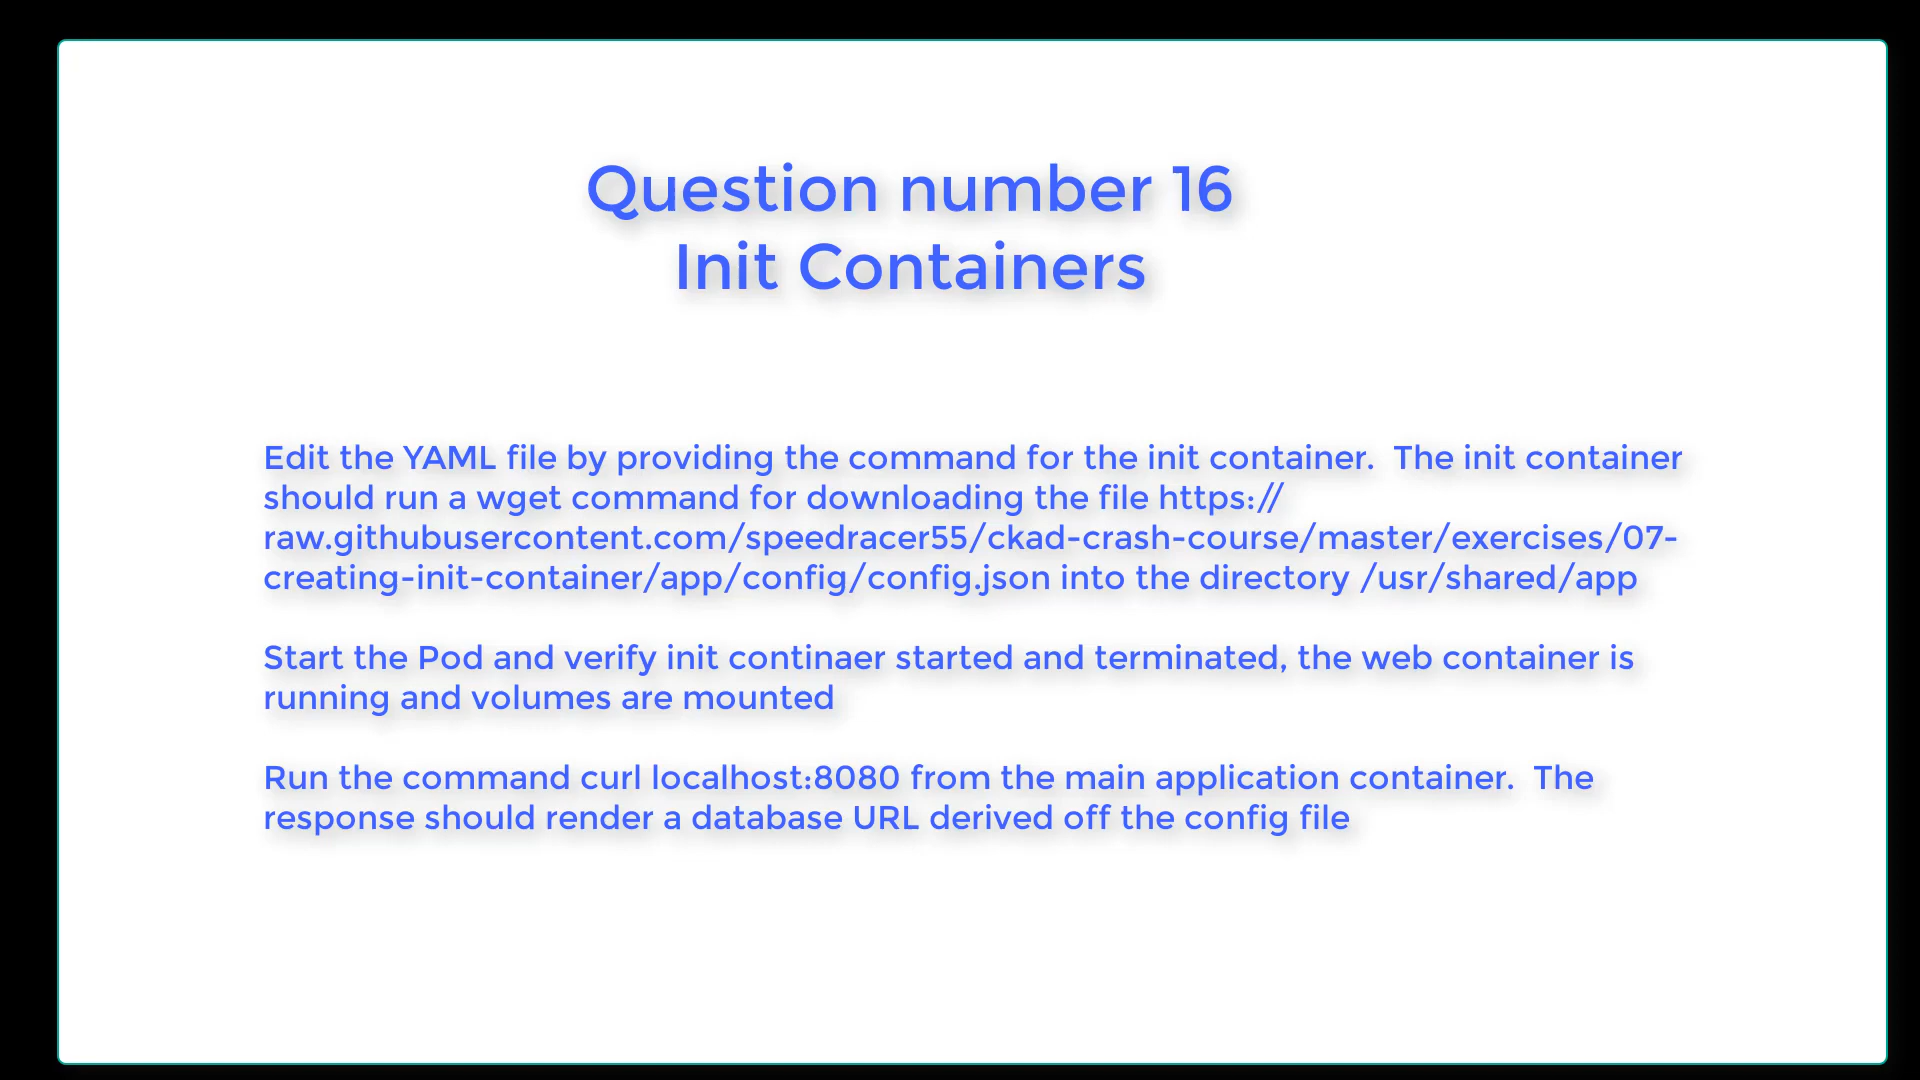 Question number 16
Init Containers
Edit the YAML file by providing the command for the init container.  The init container
should run a wget command for downloading the file https://
raw.githubusercontent.com/speedracer55/ckad-crash-course/master/exercises/07-
creating-init-container/app/config/config.json into the directory /usr/shared/app
Start the Pod and verify init continaer started and terminated, the web container is
running and volumes are mounted
Run the command curl localhost:8080 from the main application container.  The
response should render a database URL derived off the config file